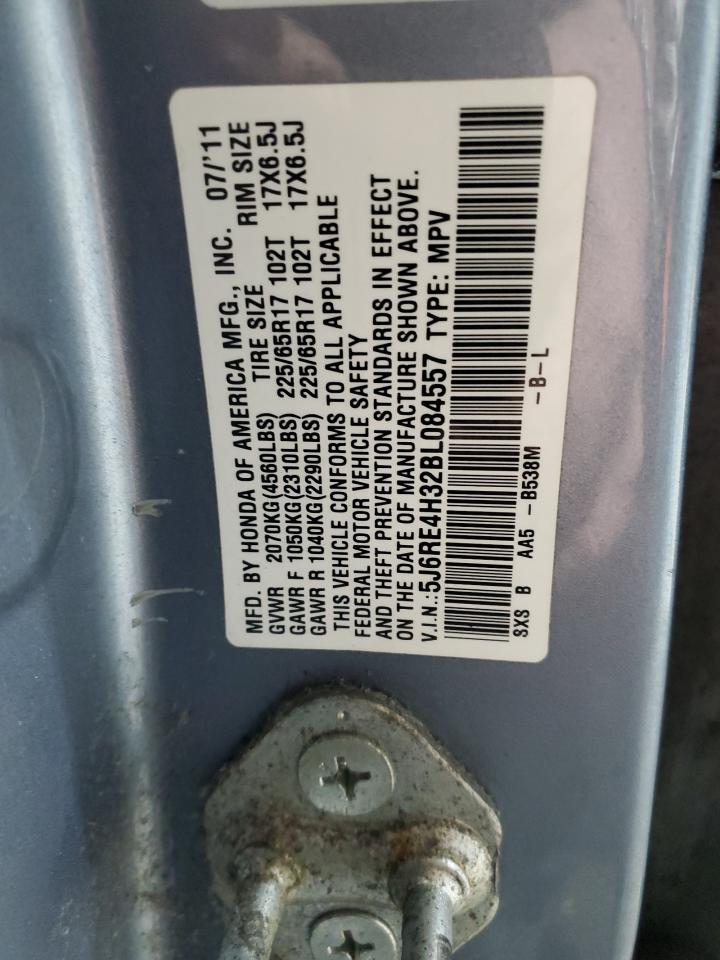 MFD. BY HONDA OF AMERICA MFG., INC. 07/'11
GVWR 2070KG(4560LBS) TIRE SIZE RIM SIZE
GAWR F 1050KG(2310LBS) 225/65R17 102T 17X6.5J
GAWR R 1040KG(2290LBS) 225/65R17 102T 17X6.5J
THIS VEHICLE CONFORMS TO ALL APPLICABLE
FEDERAL MOTOR VEHICLE SAFETY
AND THEFT PREVENTION STANDARDS IN EFFECT
ON THE DATE OF MANUFACTURE SHOWN ABOVE.
V.I.N.:5J6RE4H32BL084557 TYPE: MPV
SXS B AA5 -B538M -B-L